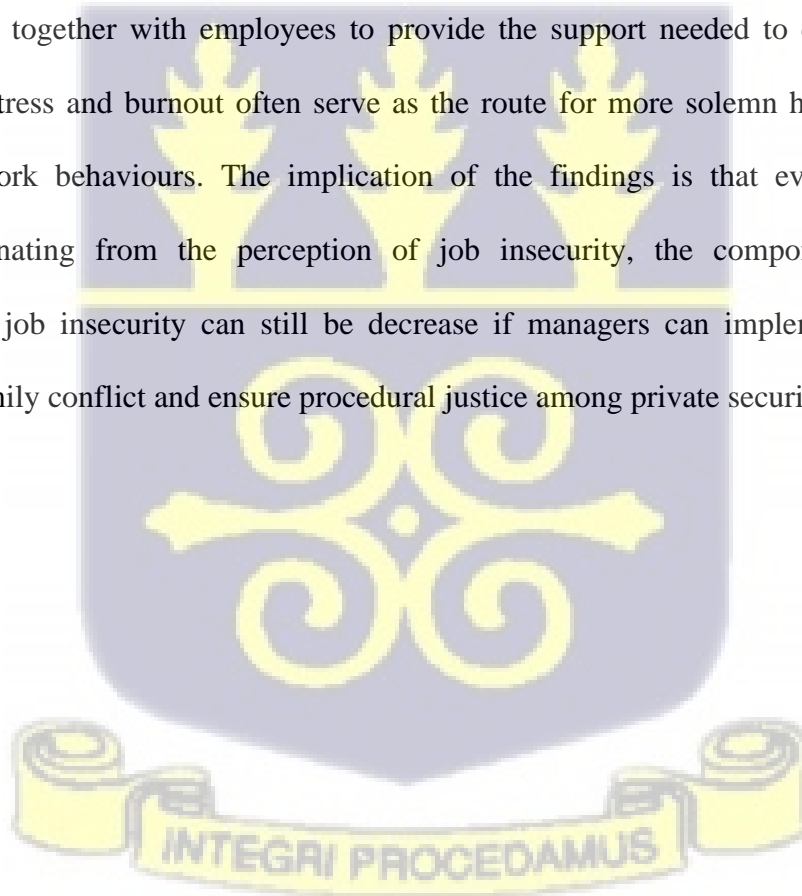 together with employees to provide the support needed to
tress and burnout often serve as the route for more solemn h
ork behaviours. The implication of the findings is that ev
nating from the perception of job insecurity, the compo
job insecurity can still be decrease if managers can imple
ily conflict and ensure procedural justice among private securi
INTEGRI PROCEDAMUS